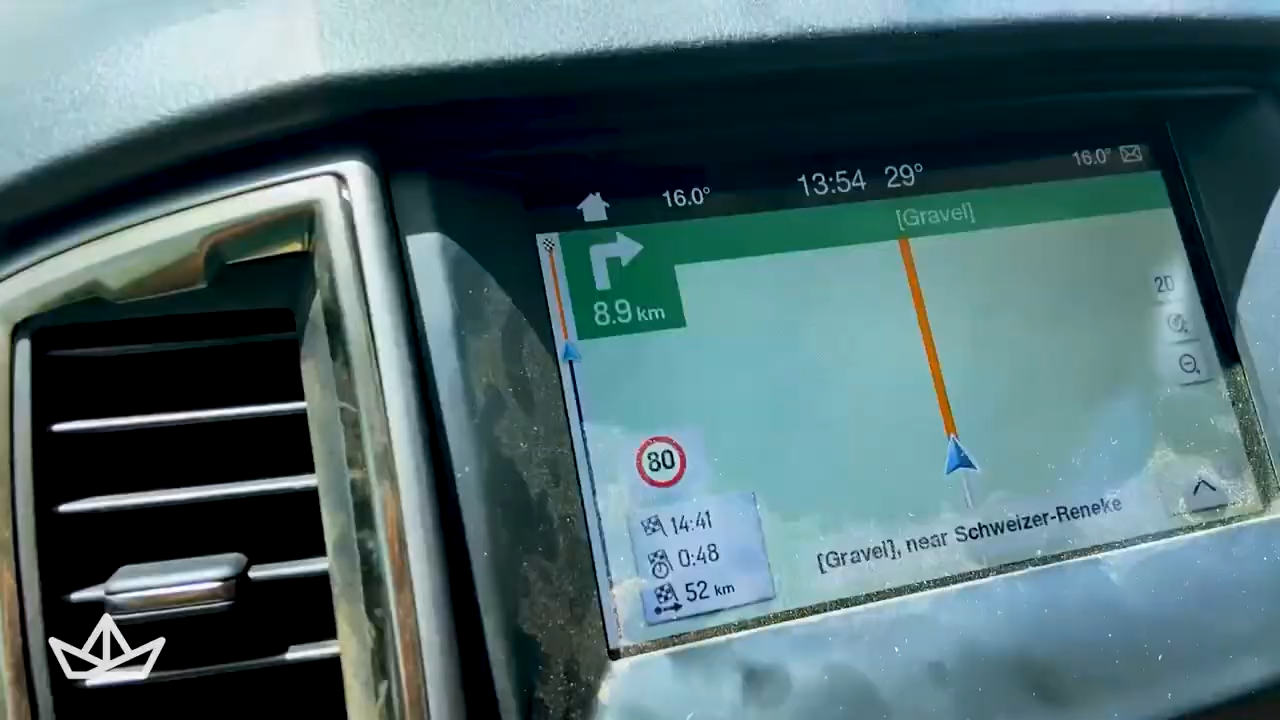 16.0°
13:54 29°
16.0°
[Gravel]
8.9 km
2D
80
14:41
0:48
52 km
[Gravel], near Schweizer-Reneke